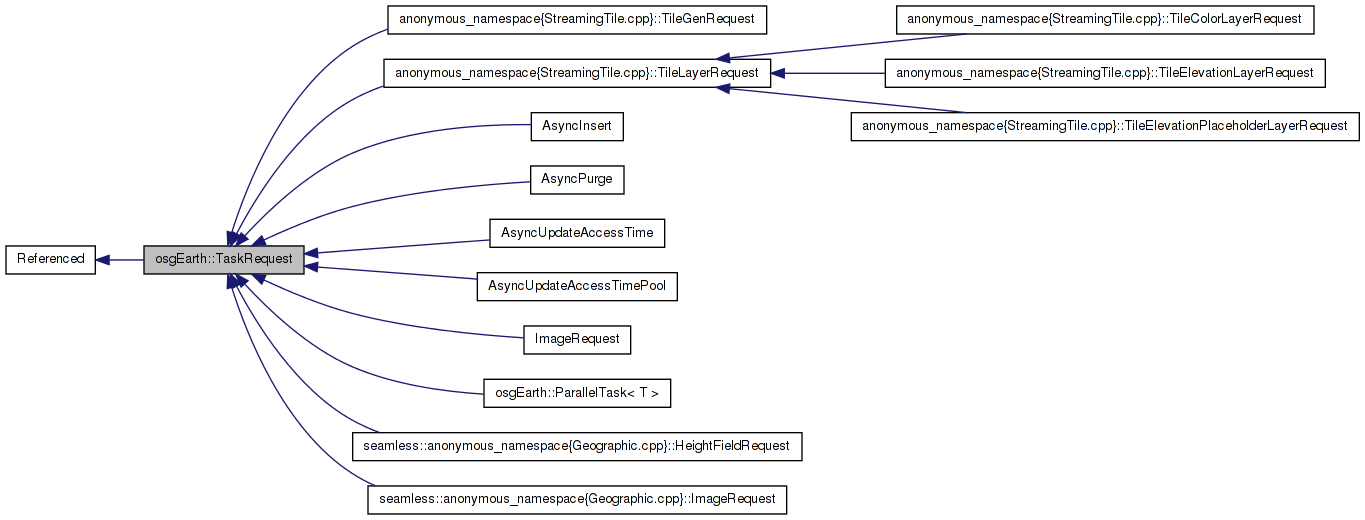 anonymous_namespace{StreamingTile.cpp}::TileGenRequest
anonymous_namespace{StreamingTile.cpp}::TileColorLayerRequest
anonymous_namespace{StreamingTile.cpp}::TileLayerRequest
anonymous_namespace{StreamingTile.cpp}::TileElevationLayerRequest
AsyncInsert
anonymous_namespace{StreamingTile.cpp}::TileElevationPlaceholderLayerRequest
AsyncPurge
AsyncUpdateAccessTime
Referenced
osgEarth::TaskRequest
AsyncUpdateAccessTimePool
ImageRequest
osgEarth::ParallelTask< T >
seamless::anonymous_namespace{Geographic.cpp}::HeightFieldRequest
seamless::anonymous_namespace{Geographic.cpp}::ImageRequest